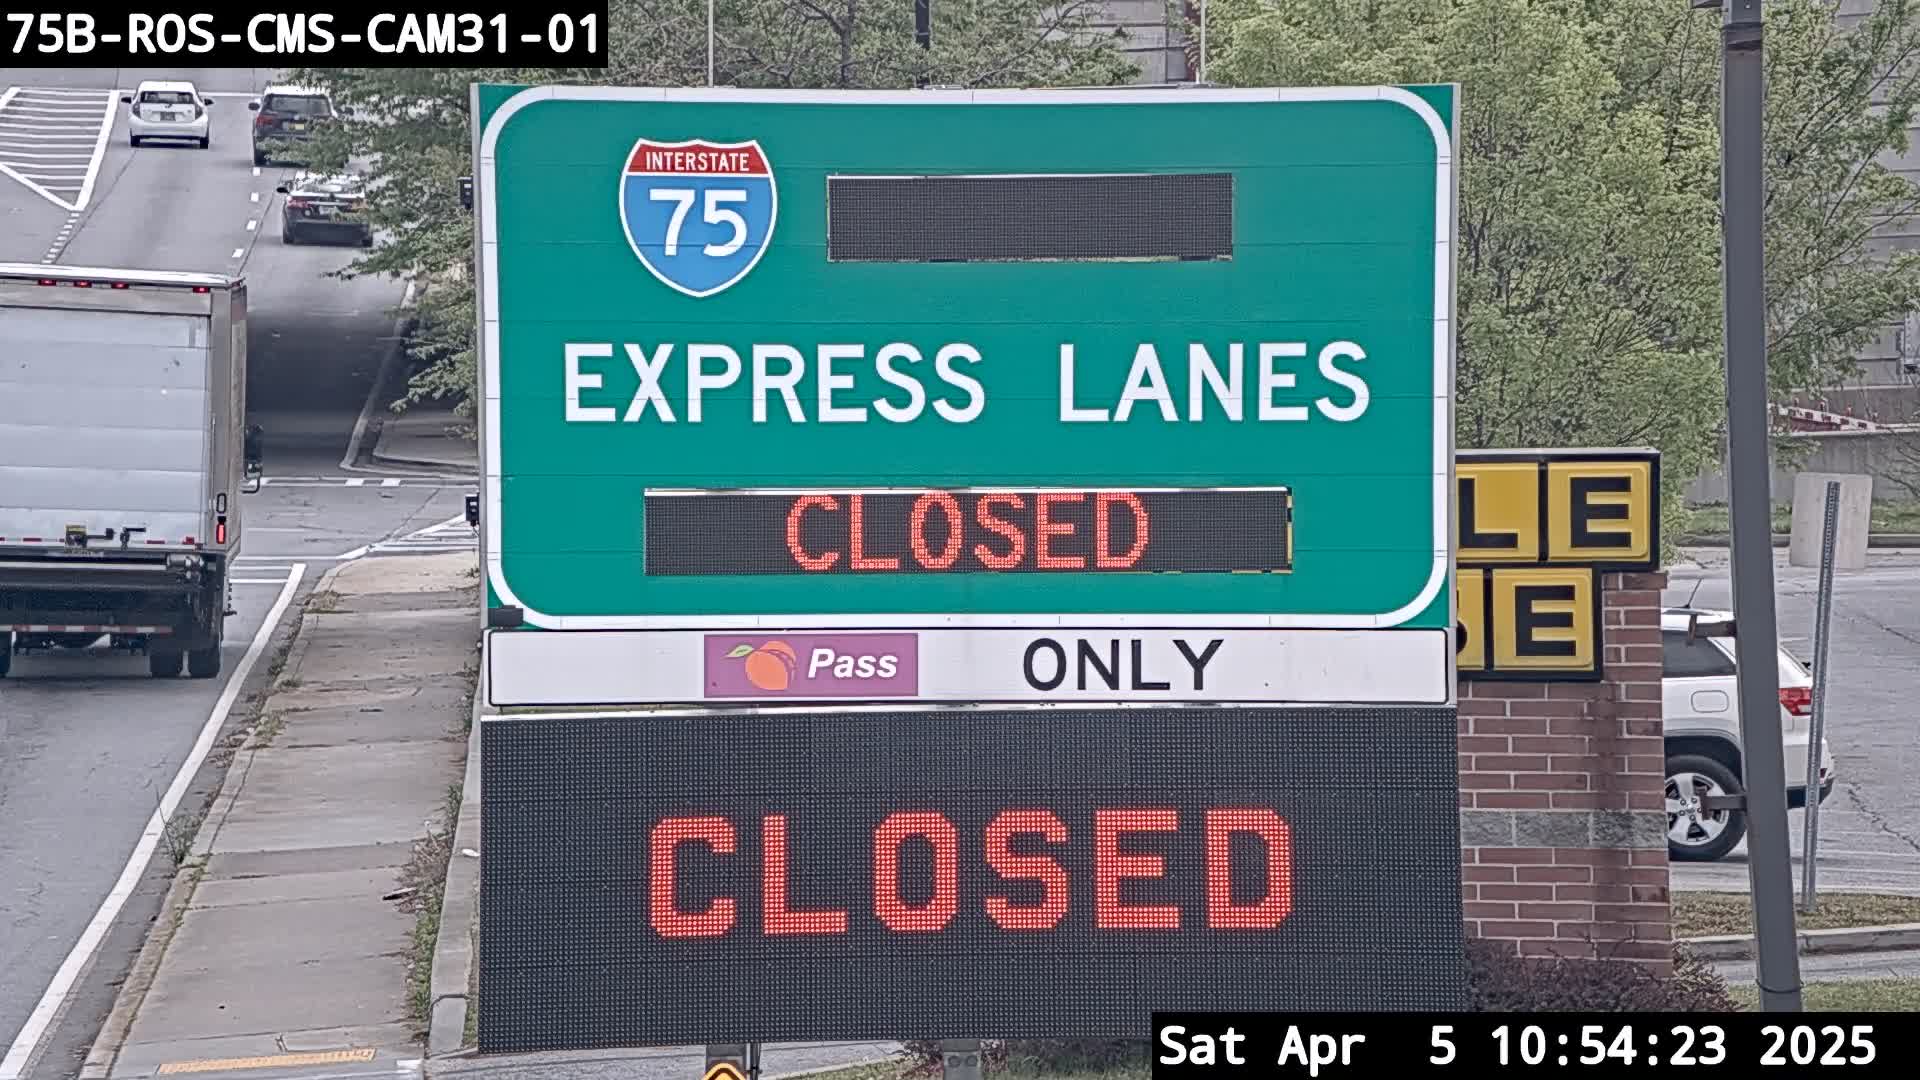 75B-ROS-CMS-CAM31-01
INTERSTATE
75
EXPRESS LANES
CLOSED
Pass ONLY
CLOSED
LE
E
Sat Apr 5 10:54:23 2025